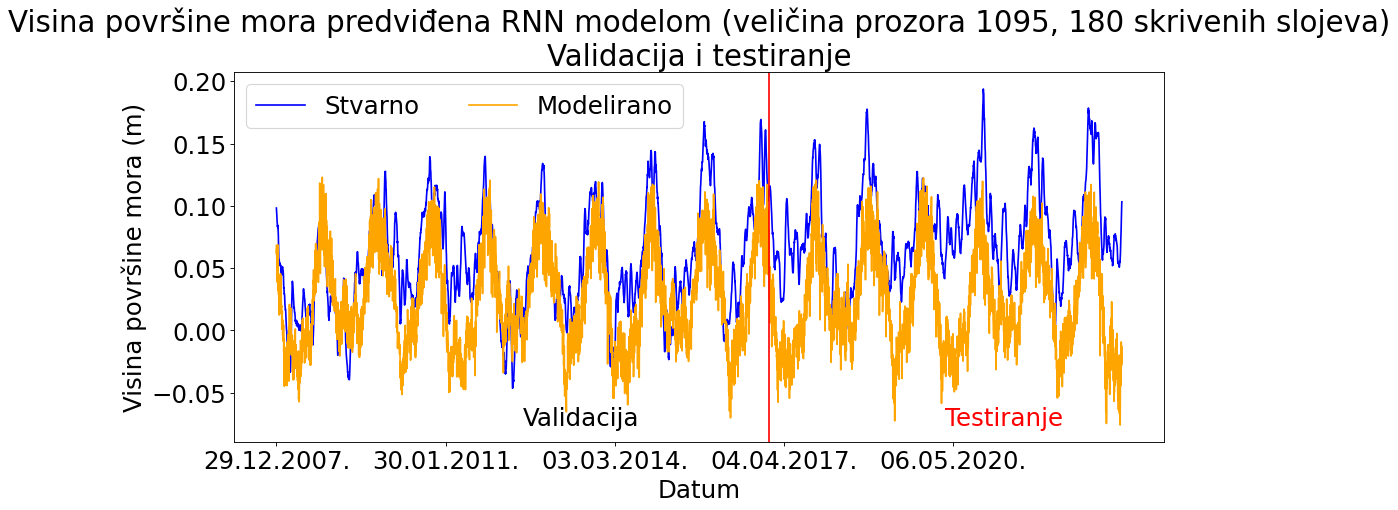 Visina površine mora predviđena RNN modelom (veličina prozora 1095, 180 skrivenih slojeva)
Validacija i testiranje
Stvarno
Modelirano
Visina površine mora (m)
0.20
0.15
0.10
0.05
0.00
−0.05
Validacija
Testiranje
29.12.2007.
30.01.2011.
03.03.2014.
04.04.2017.
06.05.2020.
Datum